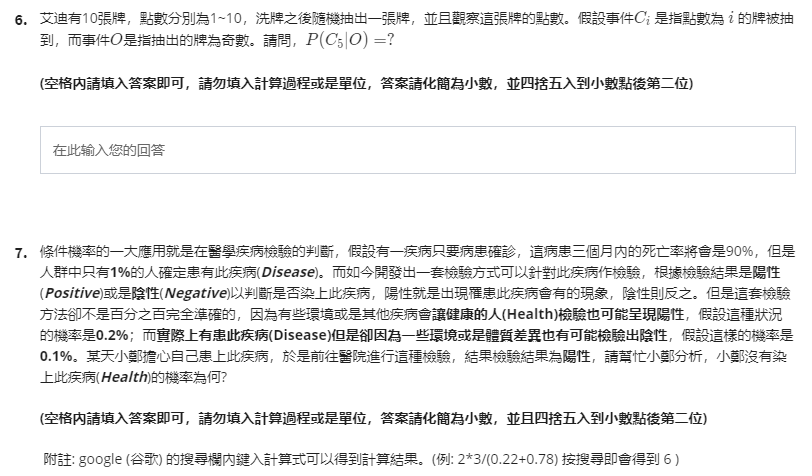 6. 艾迪有10張牌，點數分別為1~10，洗牌之後隨機抽出一張牌，並且觀察這張牌的點數。假設事件C_i 是指點數為 i 的牌被抽
到，而事件O是指抽出的牌為奇數。請問，P(C_5|O) =?
(空格內請填入答案即可，請勿填入計算過程或是單位，答案請化簡為小數，並四捨五入到小數點後第二位)
在此輸入您的回答
7. 條件機率的一大應用就是在醫學疾病檢驗的判斷，假設有一疾病只要病患確診，這病患三個月內的死亡率將會是90%，但是
人群中只有1%的人確定患有此疾病(Disease)。而如今開發出一套檢驗方式可以針對此疾病作檢驗，根據檢驗結果是陽性
(Positive)或是陰性(Negative)以判斷是否染上此疾病，陽性就是出現罹患此疾病會有的現象，陰性則反之。但是這套檢驗
方法卻不是百分之百完全準確的，因為有些環境或是其他疾病會讓健康的人(Health)檢驗也可能呈現陽性，假設這種狀況
的機率是0.2%；而實際上有患此疾病(Disease)但是卻因為一些環境或是體質差異也有可能檢驗出陰性，假設這樣的機率是
0.1%。某天小鄭擔心自己患上此疾病，於是前往醫院進行這種檢驗，結果檢驗結果為陽性，請幫忙小鄭分析，小鄭沒有染
上此疾病(Health)的機率為何?
(空格內請填入答案即可，請勿填入計算過程或是單位，答案請化簡為小數，並且四捨五入到小數點後第二位)
附註: google (谷歌) 的搜尋欄內鍵入計算式可以得到計算結果。(例: 2*3/(0.22+0.78) 按搜尋即會得到 6 )